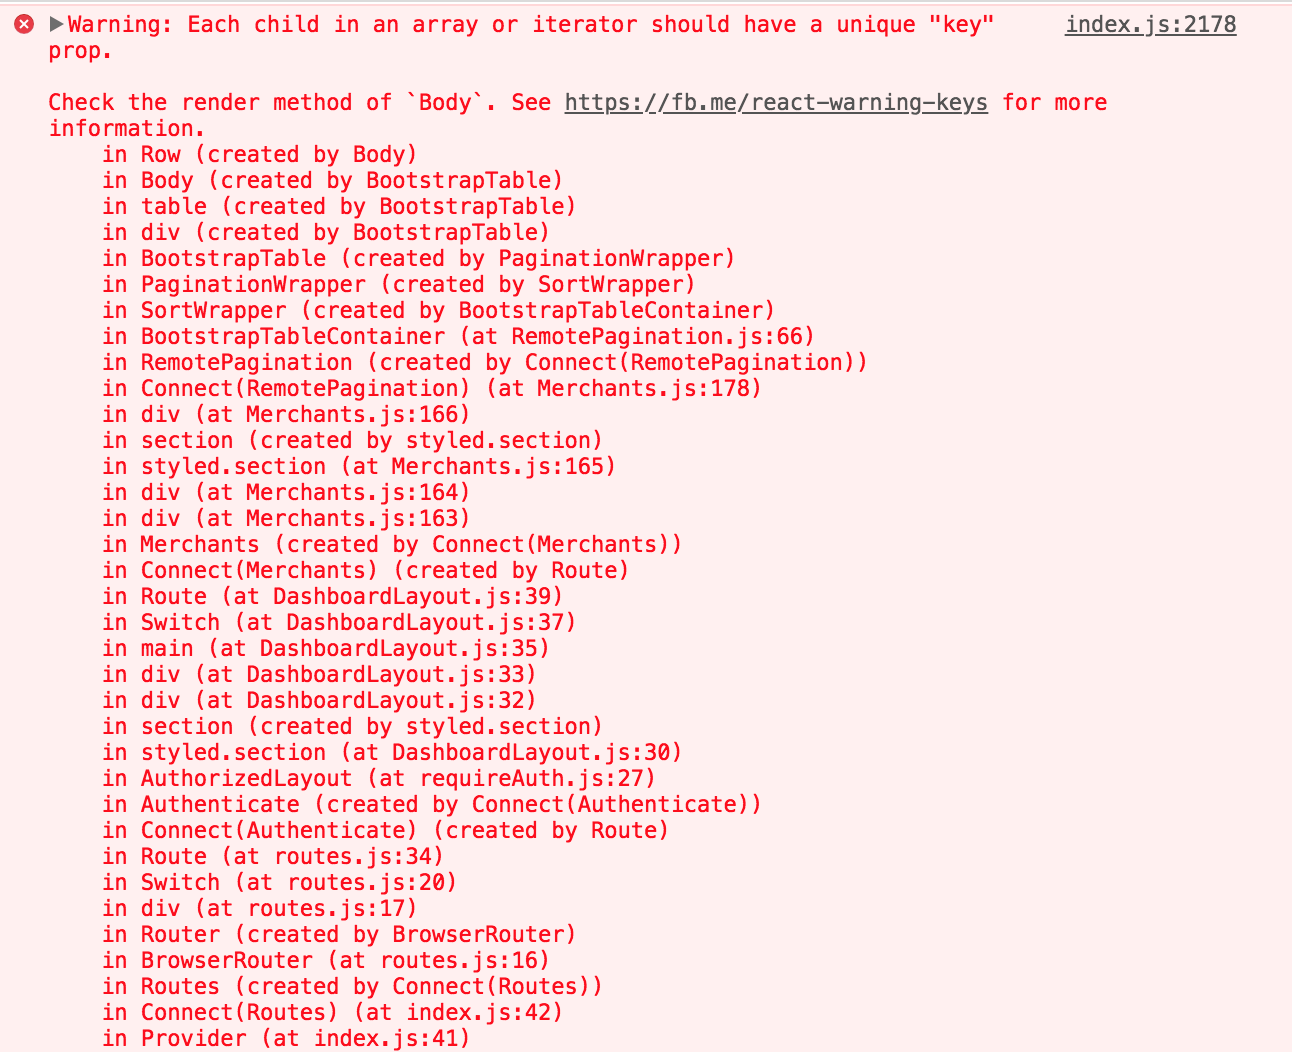 Warning: Each child in an array or iterator should have a unique "key" index.js:2178
prop.
Check the render method of `Body`. See https://fb.me/react-warning-keys for more
information.
in Row (created by Body)
in Body (created by BootstrapTable)
in table (created by BootstrapTable)
in div (created by BootstrapTable)
in BootstrapTable (created by PaginationWrapper)
in PaginationWrapper (created by SortWrapper)
in SortWrapper (created by BootstrapTableContainer)
in BootstrapTableContainer (at RemotePagination.js:66)
in RemotePagination (created by Connect(RemotePagination))
in Connect(RemotePagination) (at Merchants.js:178)
in div (at Merchants.js:166)
in section (created by styled.section)
in styled.section (at Merchants.js:165)
in div (at Merchants.js:164)
in div (at Merchants.js:163)
in Merchants (created by Connect(Merchants))
in Connect(Merchants) (created by Route)
in Route (at DashboardLayout.js:39)
in Switch (at DashboardLayout.js:37)
in main (at DashboardLayout.js:35)
in div (at DashboardLayout.js:33)
in div (at DashboardLayout.js:32)
in section (created by styled.section)
in styled.section (at DashboardLayout.js:30)
in AuthorizedLayout (at requireAuth.js:27)
in Authenticate (created by Connect(Authenticate))
in Connect(Authenticate) (created by Route)
in Route (at routes.js:34)
in Switch (at routes.js:20)
in div (at routes.js:17)
in Router (created by BrowserRouter)
in BrowserRouter (at routes.js:16)
in Routes (created by Connect(Routes))
in Connect(Routes) (at index.js:42)
in Provider (at index.js:41)